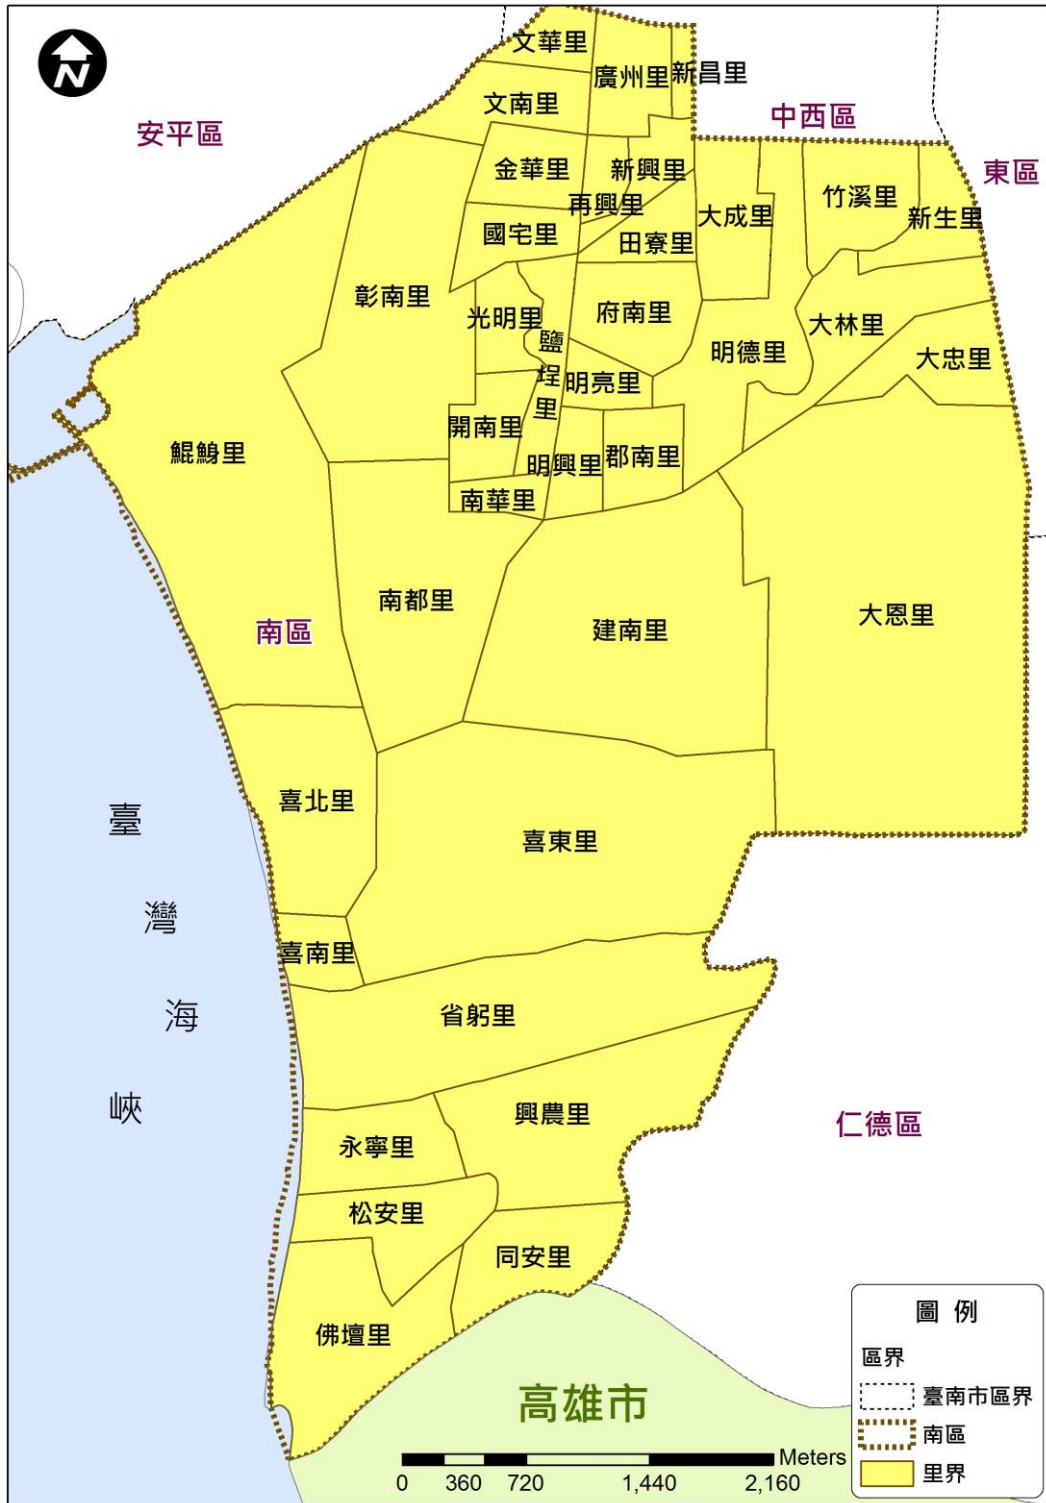 N
文華里
廣州里
新昌里
文南里
安平區
中西區
金華里
新興里
東區
竹溪里
再興里
大成里
新生里
國宅里
田寮里
彰南里
光明里
府南里
大林里
鹽埕里
明德里
大忠里
明亮里
開南里
鯤鯓里
明興里
郡南里
南華里
南都里
大恩里
南區
建南里
喜北里
臺灣海峽
喜東里
喜南里
省躬里
興農里
仁德區
永寧里
松安里
同安里
佛壇里
高雄市
圖例
區界
臺南市區界
南區
里界
Meters
0 360 720 1,440 2,160